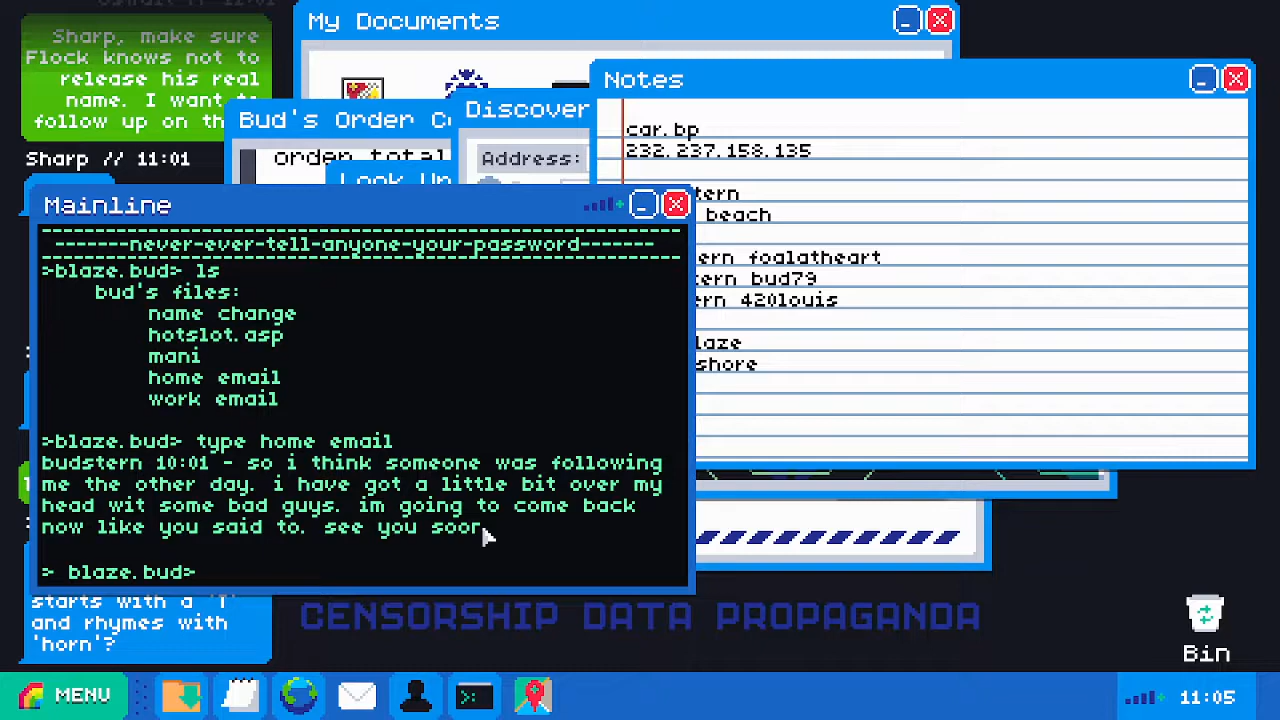 Sharp, make sure
Flock knows not to
release his real
name. I want to
follow up on th
Sharp // 11:01
My Documents
Bud's Order
order total
Look Up
Discover
Address:
Notes
car.bp
232.237.158.135
beach
foalatheart
bud79
420louis
shore
Mainline
-------never-ever-tell-anyone-your-password-------
>blaze.bud> ls
bud's files:
name change
hotslot.asp
mani
home email
work email
>blaze.bud> type home email
budstern 10:01 - so i think someone was following
me the other day. i have got a little bit over my
head wit some bad guys. im going to come back
now like you said to. see you soon
> blaze.bud>
starts with a
and rhymes with
'horn'?
CENSORSHIP DATA PROPAGANDA
Bin
MENU
11:05